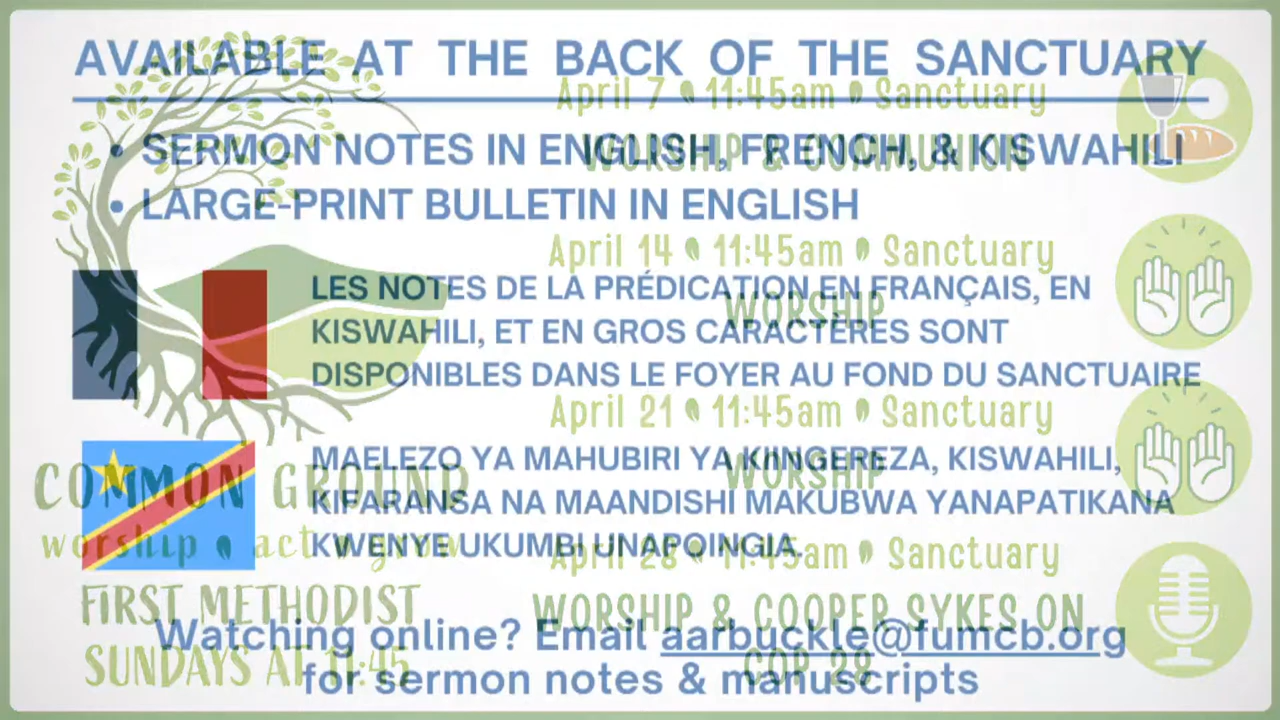 AVAILABLE AT THE BACK OF THE SANCTUARY
• SERMON NOTES IN ENGLISH, FRENCH, & KISWAHILI
• LARGE-PRINT BULLETIN IN ENGLISH
LES NOTES DE LA PRÉDICATION EN FRANÇAIS, EN
KISWAHILI, ET EN GROS CARACTÈRES SONT
DISPONIBLES DANS LE FOYER AU FOND DU SANCTUAIRE
MAELEZO YA MAHUBIRI YA KIINGEREZA, KISWAHILI,
KIFARANSA NA MAANDISHI MAKUBWA YANAPATIKANA
KWENYE UKUMBI UNAPOINGIA.
Watching online? Email aarbuckle@fumcb.org
for sermon notes & manuscripts
COMMON GROUND
worship • act • grow
FIRST METHODIST
SUNDAYS AT 11:45
April 7 • 11:45am • Sanctuary
WORSHIP & COMMUNION
April 14 • 11:45am • Sanctuary
WORSHIP
April 21 • 11:45am • Sanctuary
WORSHIP
April 28 • 11:45am • Sanctuary
WORSHIP & COOPER SYKES ON
COP 28